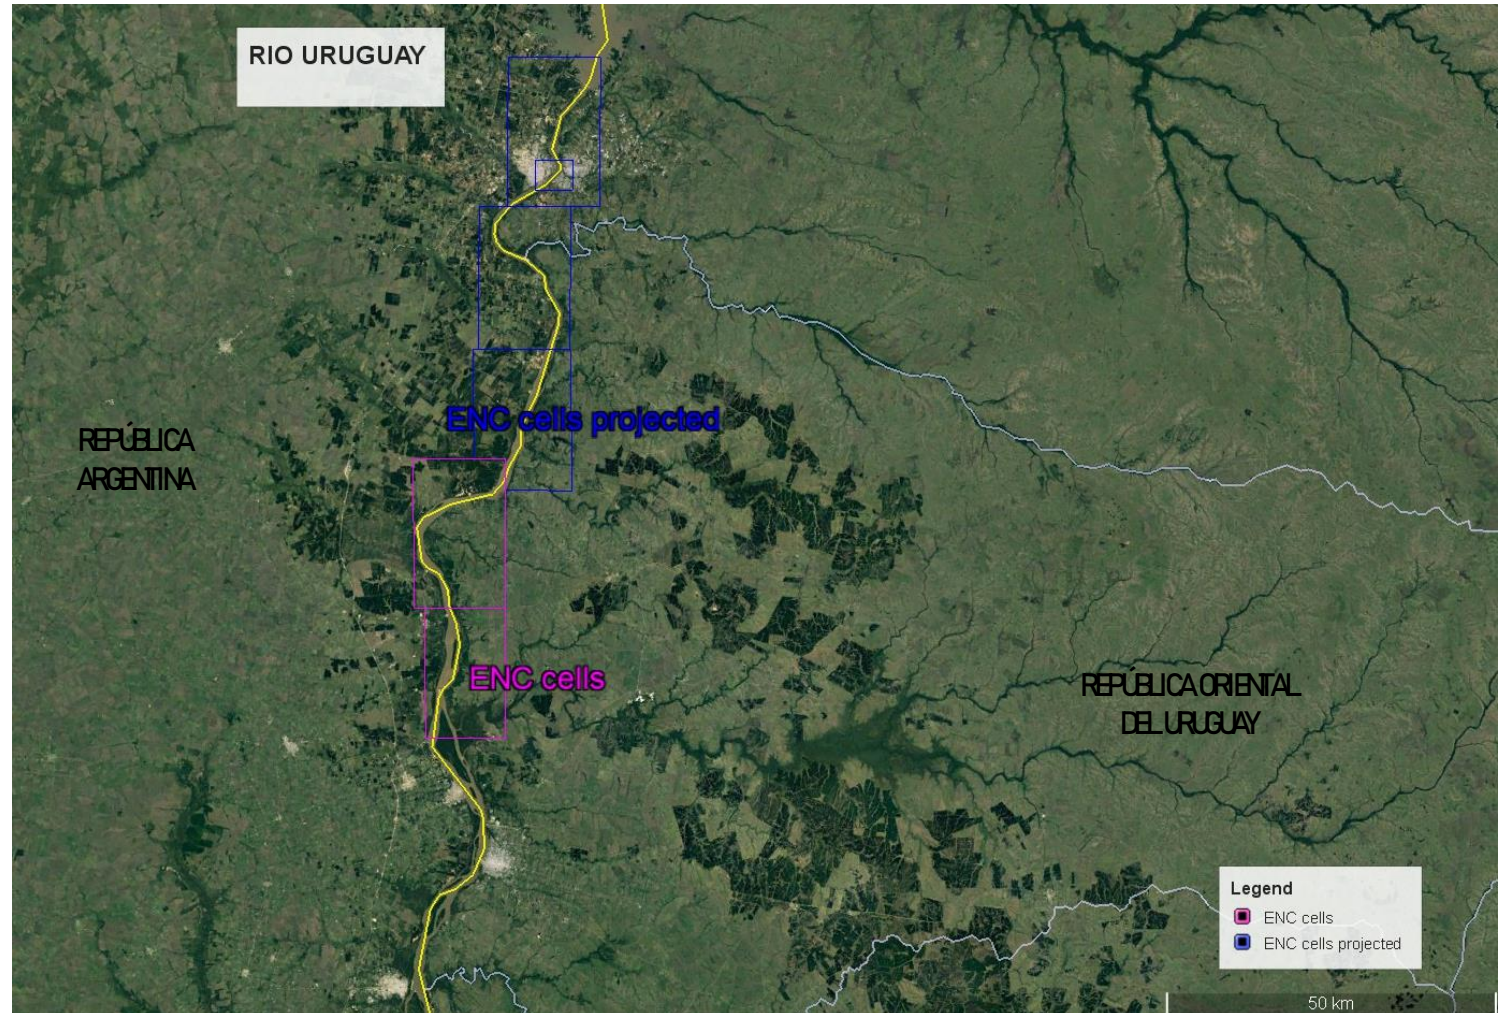 RIO URUGUAY
ENC cells projected
REPÚBLICA
ARGENTINA
ENC cells
REPÚBLICA ORIENTAL
DEL URUGUAY
Legend
ENC cells
ENC cells projected
50 km